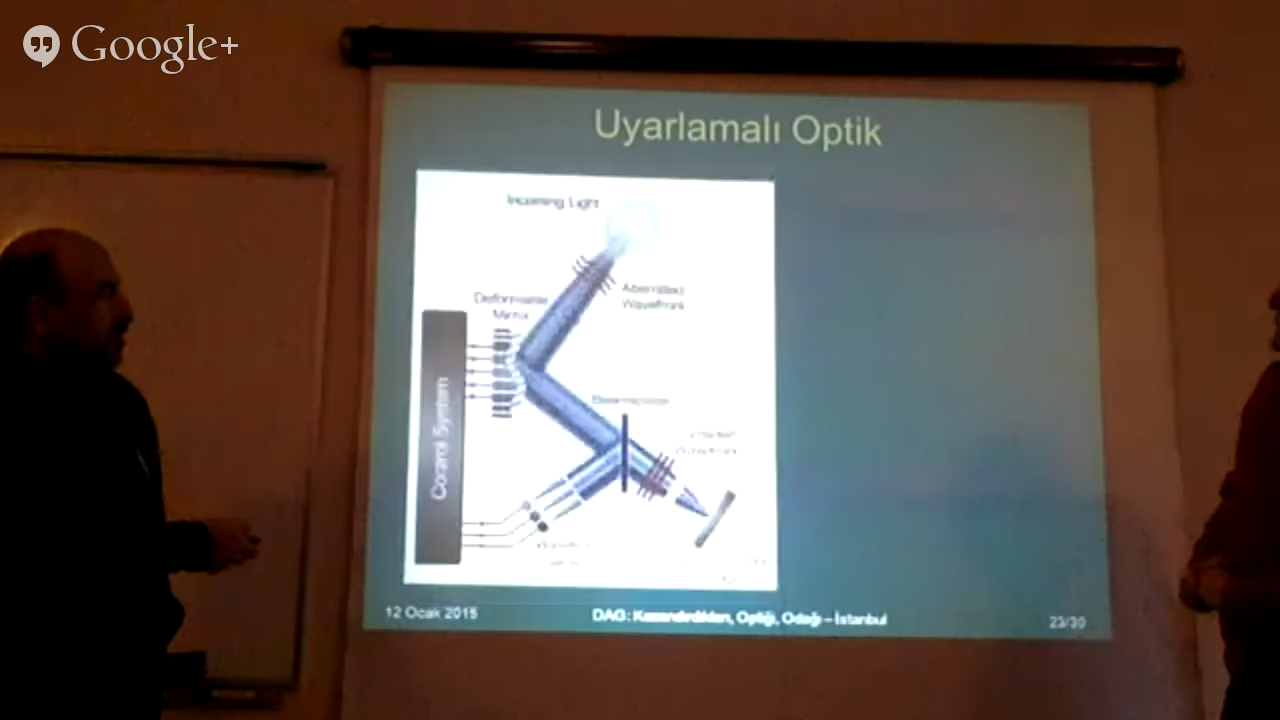 Google+
Uyarlamalı Optik
Incoming Light
Aberrated
Wavefront
Deformable
Mirror
Beamsplitter
Control System
12 Ocak 2015
DAG: Kazandırdıkları, Optiği, Odağı – İstanbul
23/30